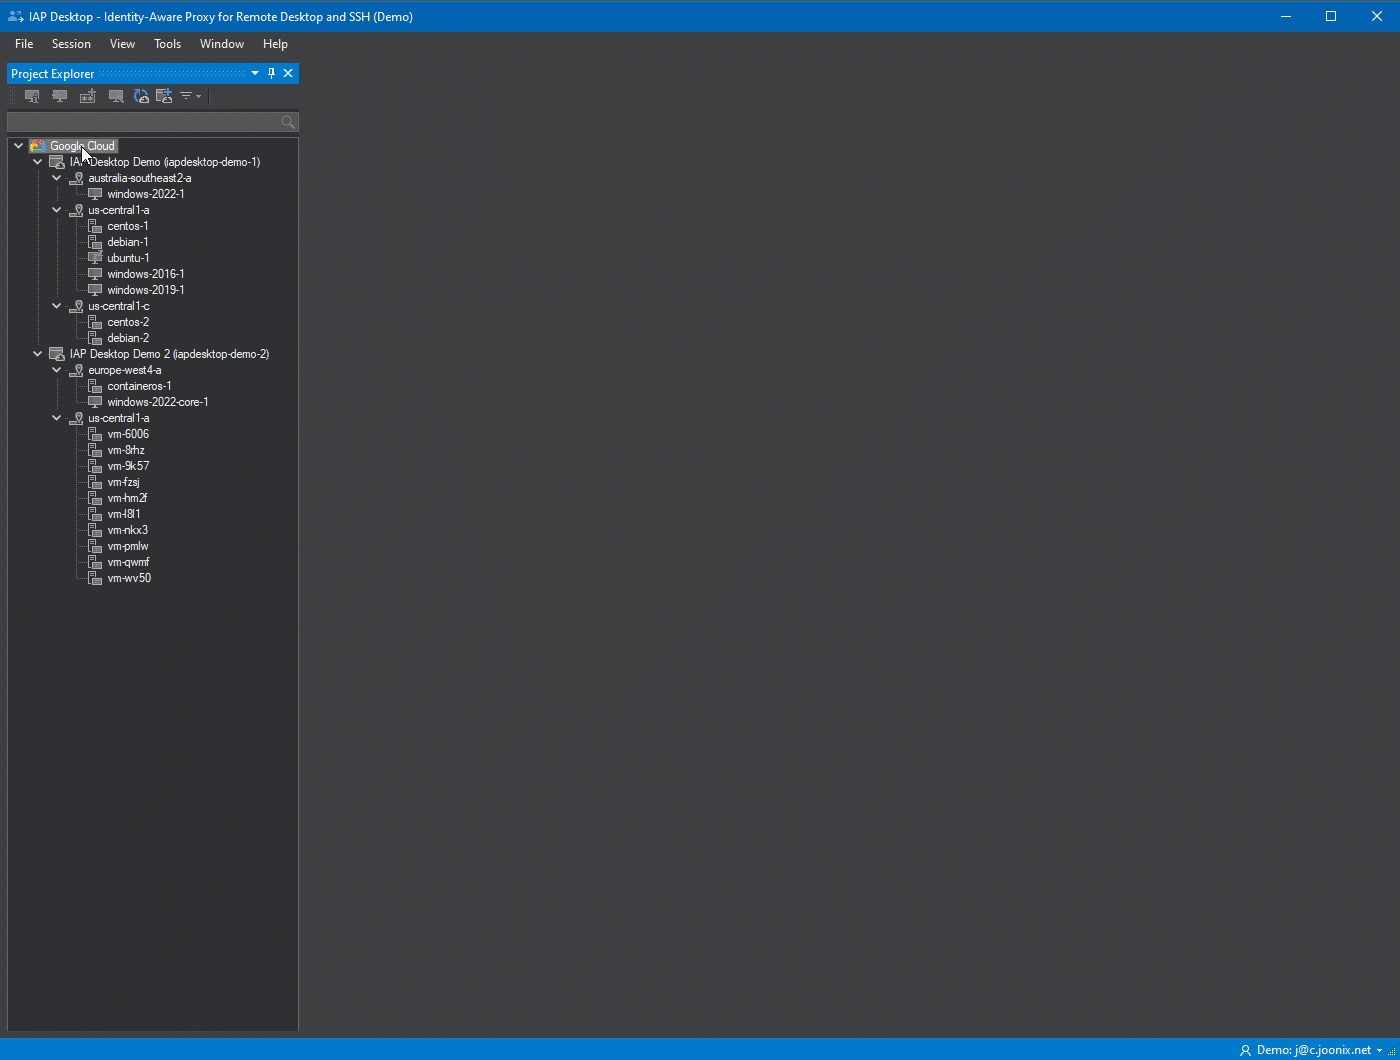 IAP Desktop - Identity-Aware Proxy for Remote Desktop and SSH (Demo)
File Session View Tools Window Help
Project Explorer
Google Cloud
IAP Desktop Demo (iapdesktop-demo-1)
australia-southeast2-a
windows-2022-1
us-central1-a
centos-1
debian-1
ubuntu-1
windows-2016-1
windows-2019-1
us-central1-c
centos-2
debian-2
IAP Desktop Demo 2 (iapdesktop-demo-2)
europe-west4-a
containeros-1
windows-2022-core-1
us-central1-a
vm-6006
vm-8rhz
vm-9k57
vm-fzsj
vm-hm2f
vm-l8l1
vm-nkx3
vm-pmlw
vm-qwmf
vm-wv50
Demo: j@c.joonix.net